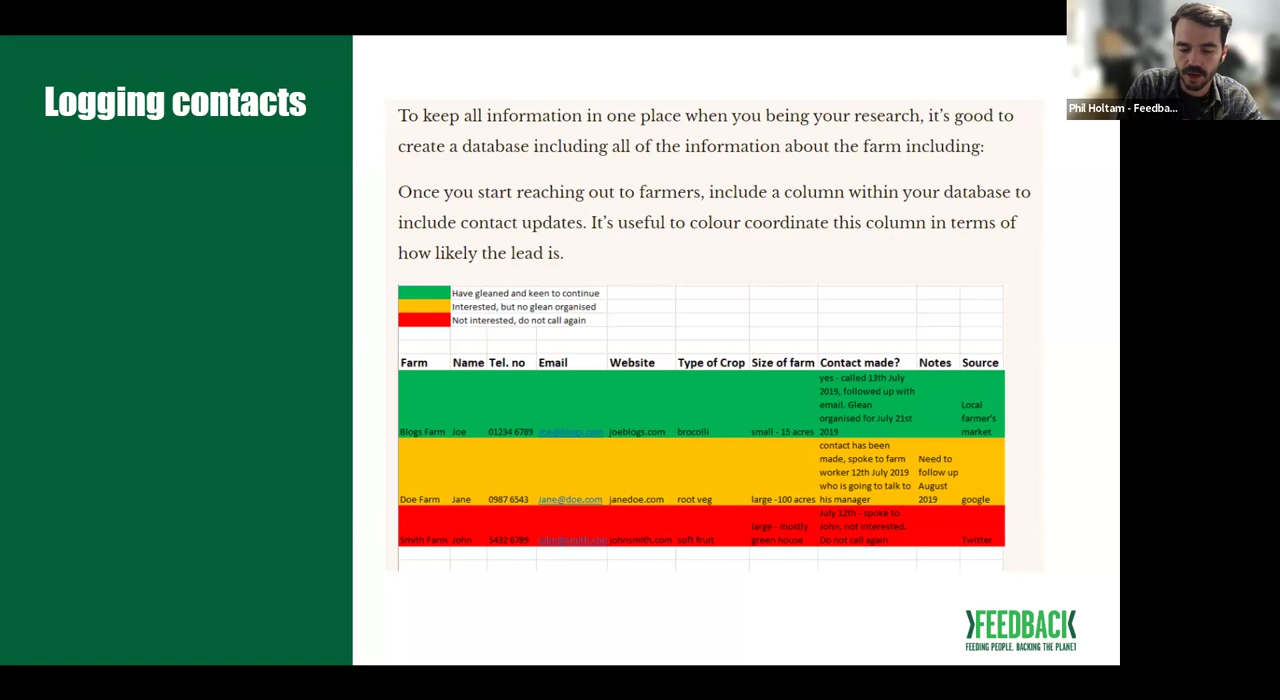 Logging contacts
Phil Holtam - Feedba...
To keep all information in one place when you being your research, it's good to
create a database including all of the information about the farm including:
Once you start reaching out to farmers, include a column within your database to
include contact updates. It's useful to colour coordinate this column in terms of
how likely the lead is.
Have gleaned and keen to continue
Interested, but no glean organised
Not interested, do not call again
Farm Name Tel. no Email Website Type of Crop Size of farm Contact made? Notes Source
yes - called 13th July
2019, followed up with
email. Glean Local
organised for July 21st farmer's
Blogs Farm Joe 01234 6789 joeblogs.com brocolli small - 15 acres 2019 market
contact has been
made, spoke to farm Need to
worker 12th July 2019 follow up
who is going to talk to August
Doe Farm Jane 0987 6543 Jane@doe.com janedoe.com root veg large -100 acres his manager 2019 google
July 12th - spoke to
large - mostly John, not interested.
Smith Farm John 5432 6789 johnsmith.com soft fruit green house Do not call again Twitter
FEEDBACK
FEEDING PEOPLE. BACKING THE PLANET